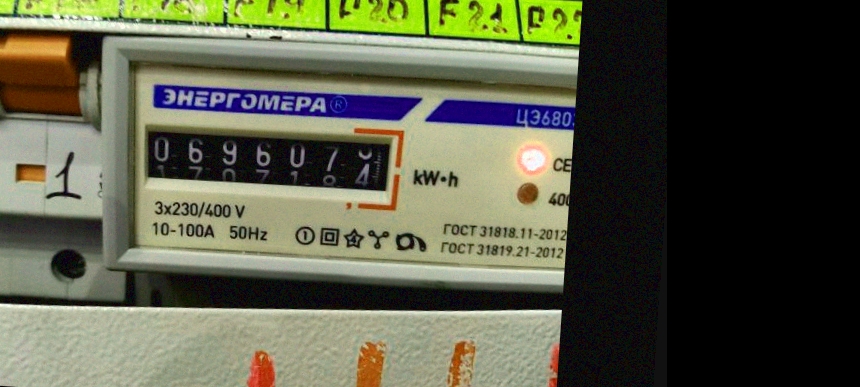 F20 F21
ЭНЕРГОМЕРА®
ЦЭ680
069607
kW•h
СЕ
400
1
3x230/400 V
10-100A 50Hz
ГОСТ 31818.11-2012
ГОСТ 31819.21-2012